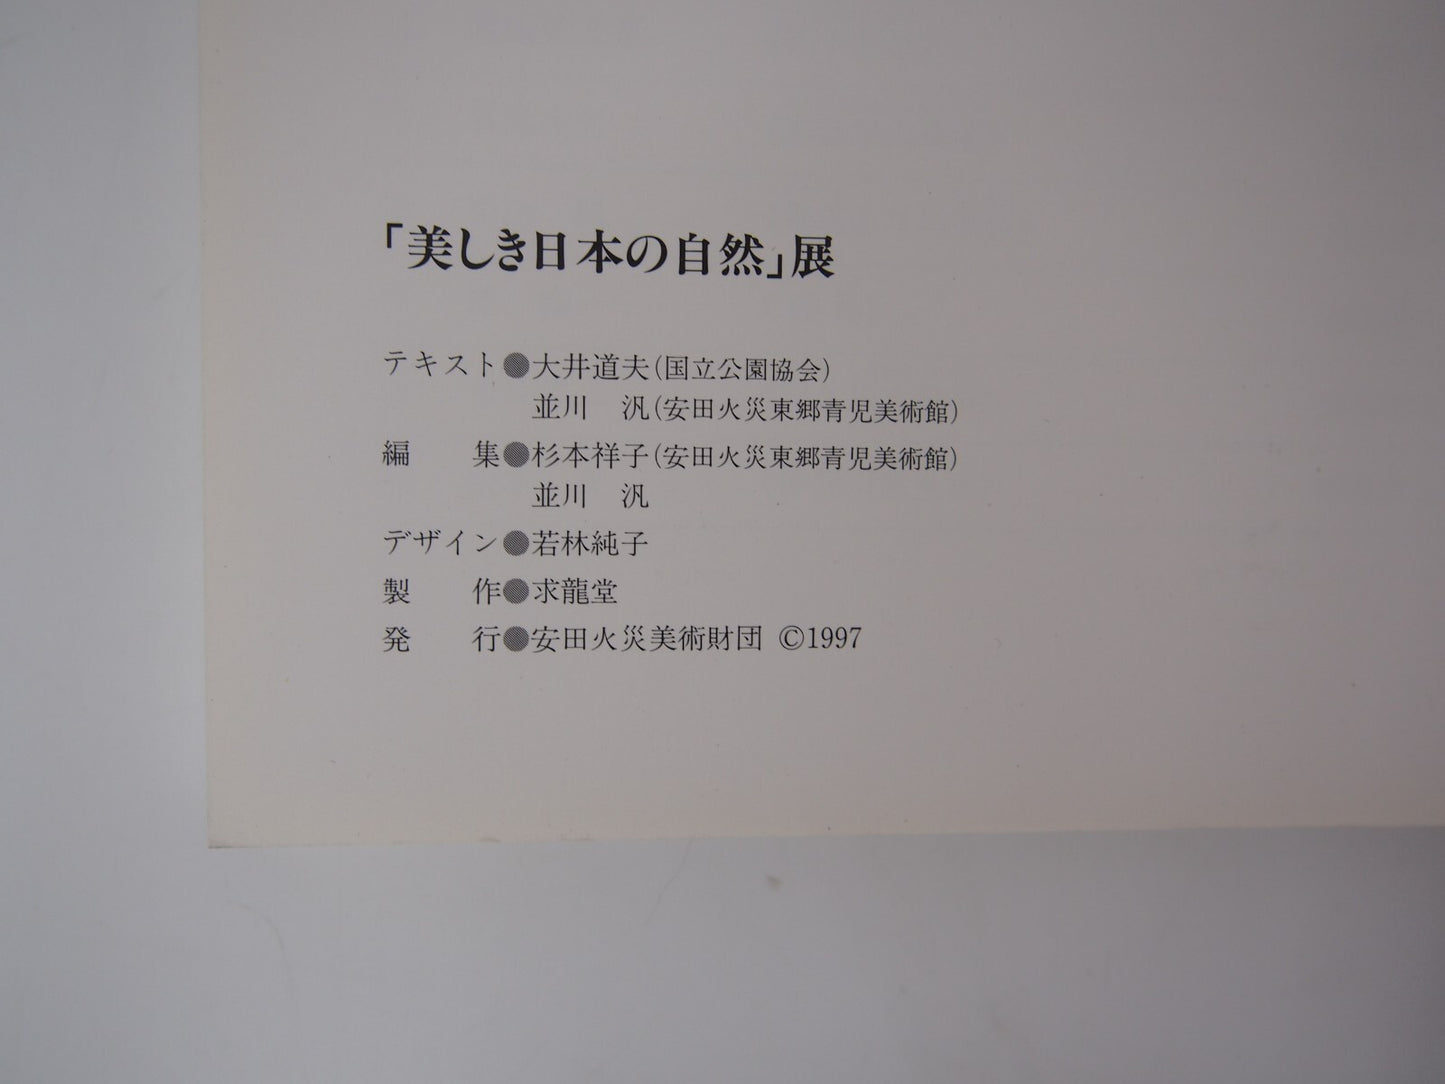 「美しき日本の自然」展
テキスト●大井道夫（国立公園協会）
並川　汎（安田火災東郷青児美術館）
編　　集●杉本祥子（安田火災東郷青児美術館）
並川　汎
デザイン●若林純子
製　　作●求龍堂
発　　行●安田火災美術財団 ©1997